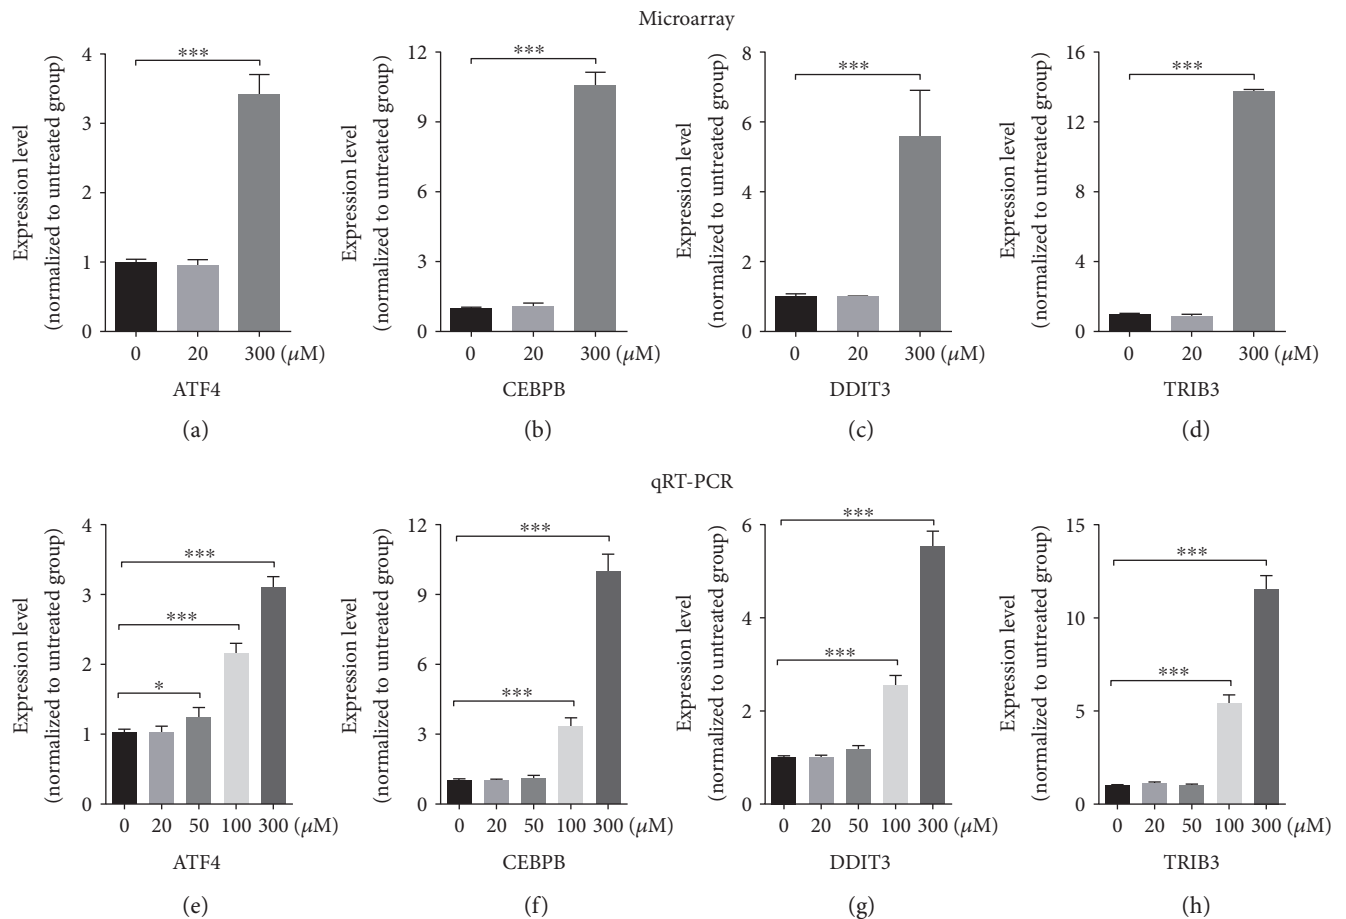 Microarray
Expression level
(normalized to untreated group)
4
3
2
1
0
***
0 20 300 (μM)
ATF4
(a)
Expression level
(normalized to untreated group)
12
9
6
3
0
***
0 20 300 (μM)
CEBPB
(b)
Expression level
(normalized to untreated group)
8
6
4
2
0
***
0 20 300 (μM)
DDIT3
(c)
Expression level
(normalized to untreated group)
16
12
8
4
0
***
0 20 300 (μM)
TRIB3
(d)
qRT-PCR
Expression level
(normalized to untreated group)
4
3
2
1
0
***
***
*
0 20 50 100 300 (μM)
ATF4
(e)
Expression level
(normalized to untreated group)
12
9
6
3
0
***
***
0 20 50 100 300 (μM)
CEBPB
(f)
Expression level
(normalized to untreated group)
6
4
2
0
***
***
0 20 50 100 300 (μM)
DDIT3
(g)
Expression level
(normalized to untreated group)
15
10
5
0
***
***
0 20 50 100 300 (μM)
TRIB3
(h)